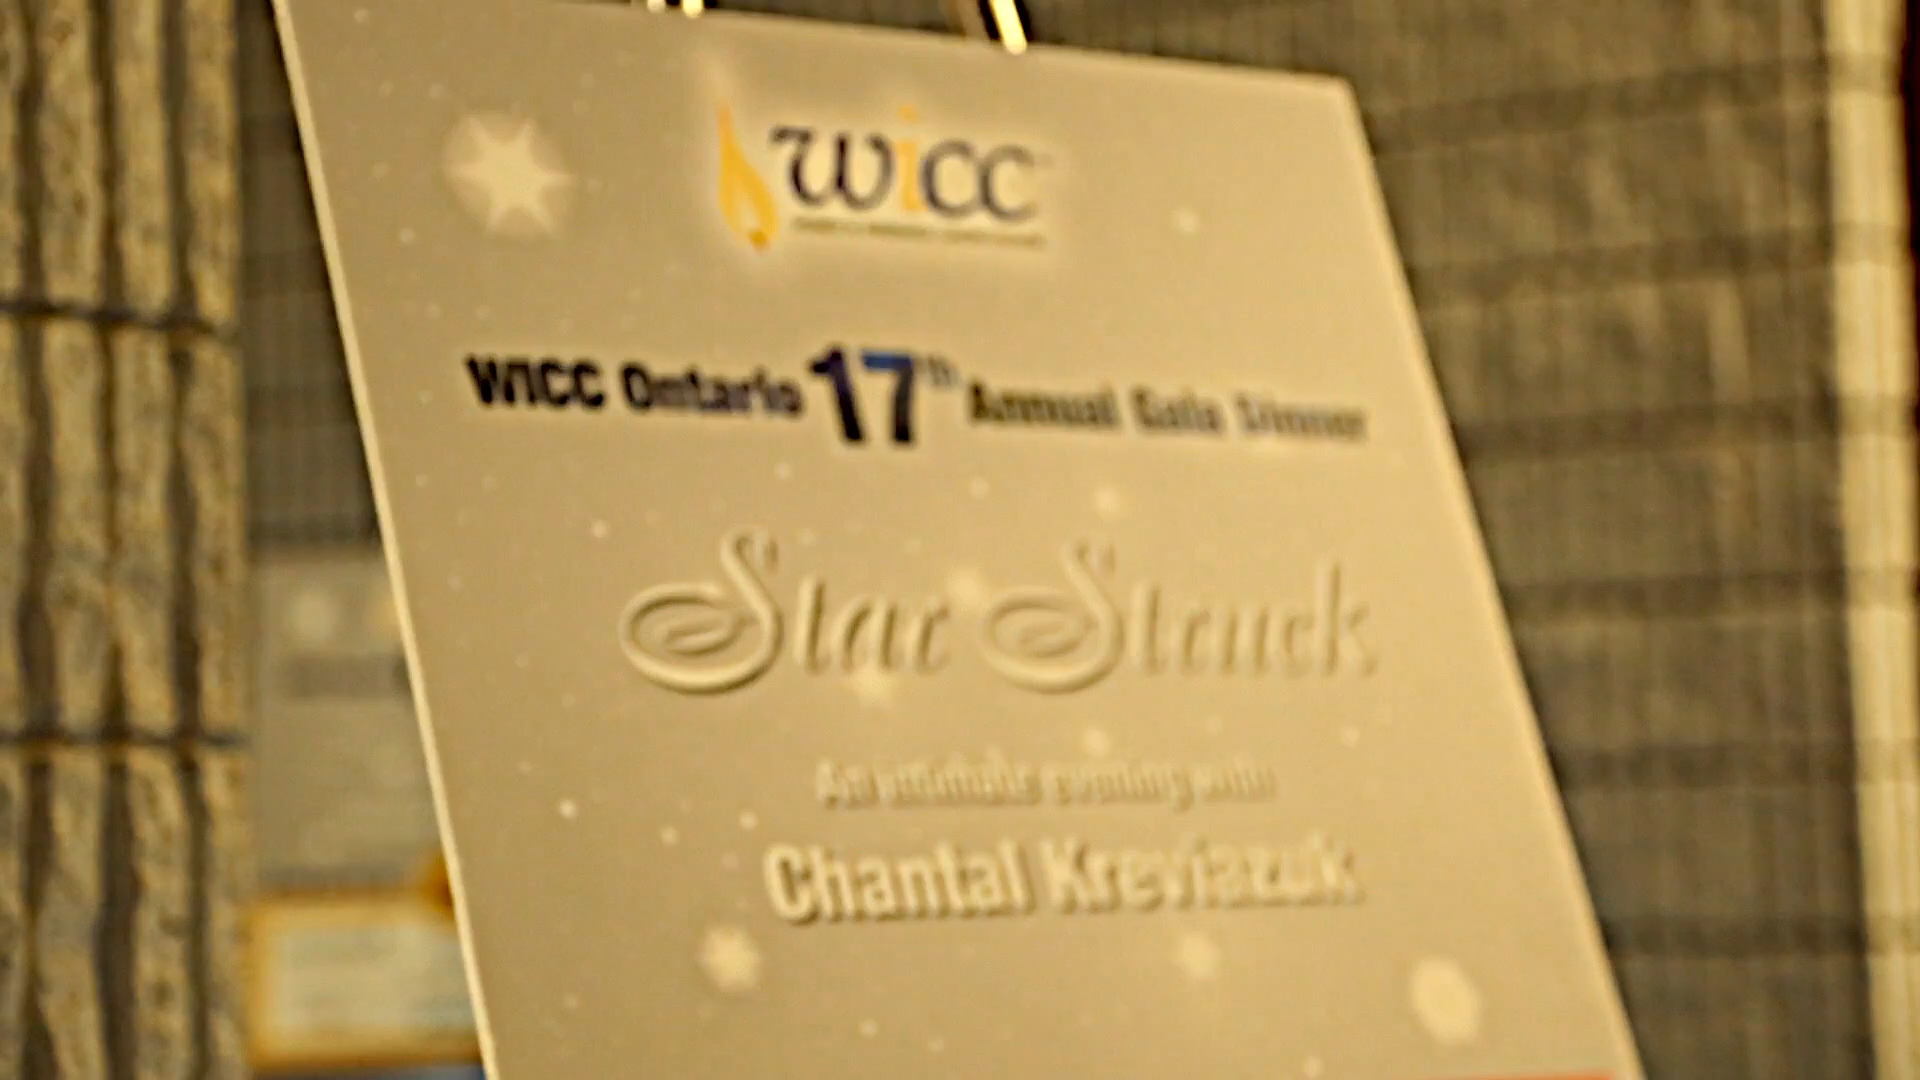 wicc
WICC Ontario 17th Annual Gala Dinner
Star Struck
An intimate evening with
Chantal Kreviazuk